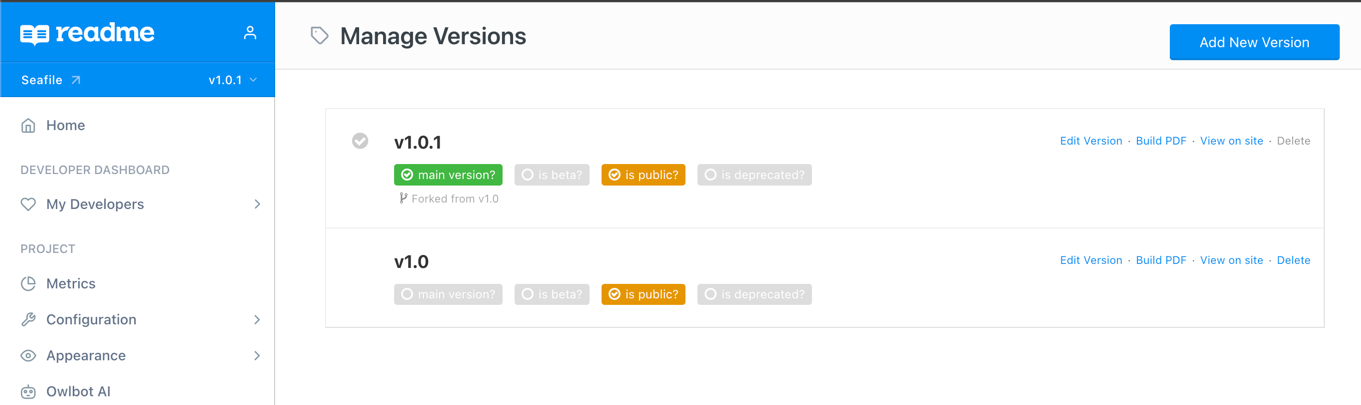 readme
Manage Versions
Add New Version
Seafile v1.0.1
Home
DEVELOPER DASHBOARD
My Developers
PROJECT
Metrics
Configuration
Appearance
Owlbot AI
v1.0.1
Edit Version · Build PDF · View on site · Delete
main version? is beta? is public? is deprecated?
Forked from v1.0
v1.0
Edit Version · Build PDF · View on site · Delete
main version? is beta? is public? is deprecated?